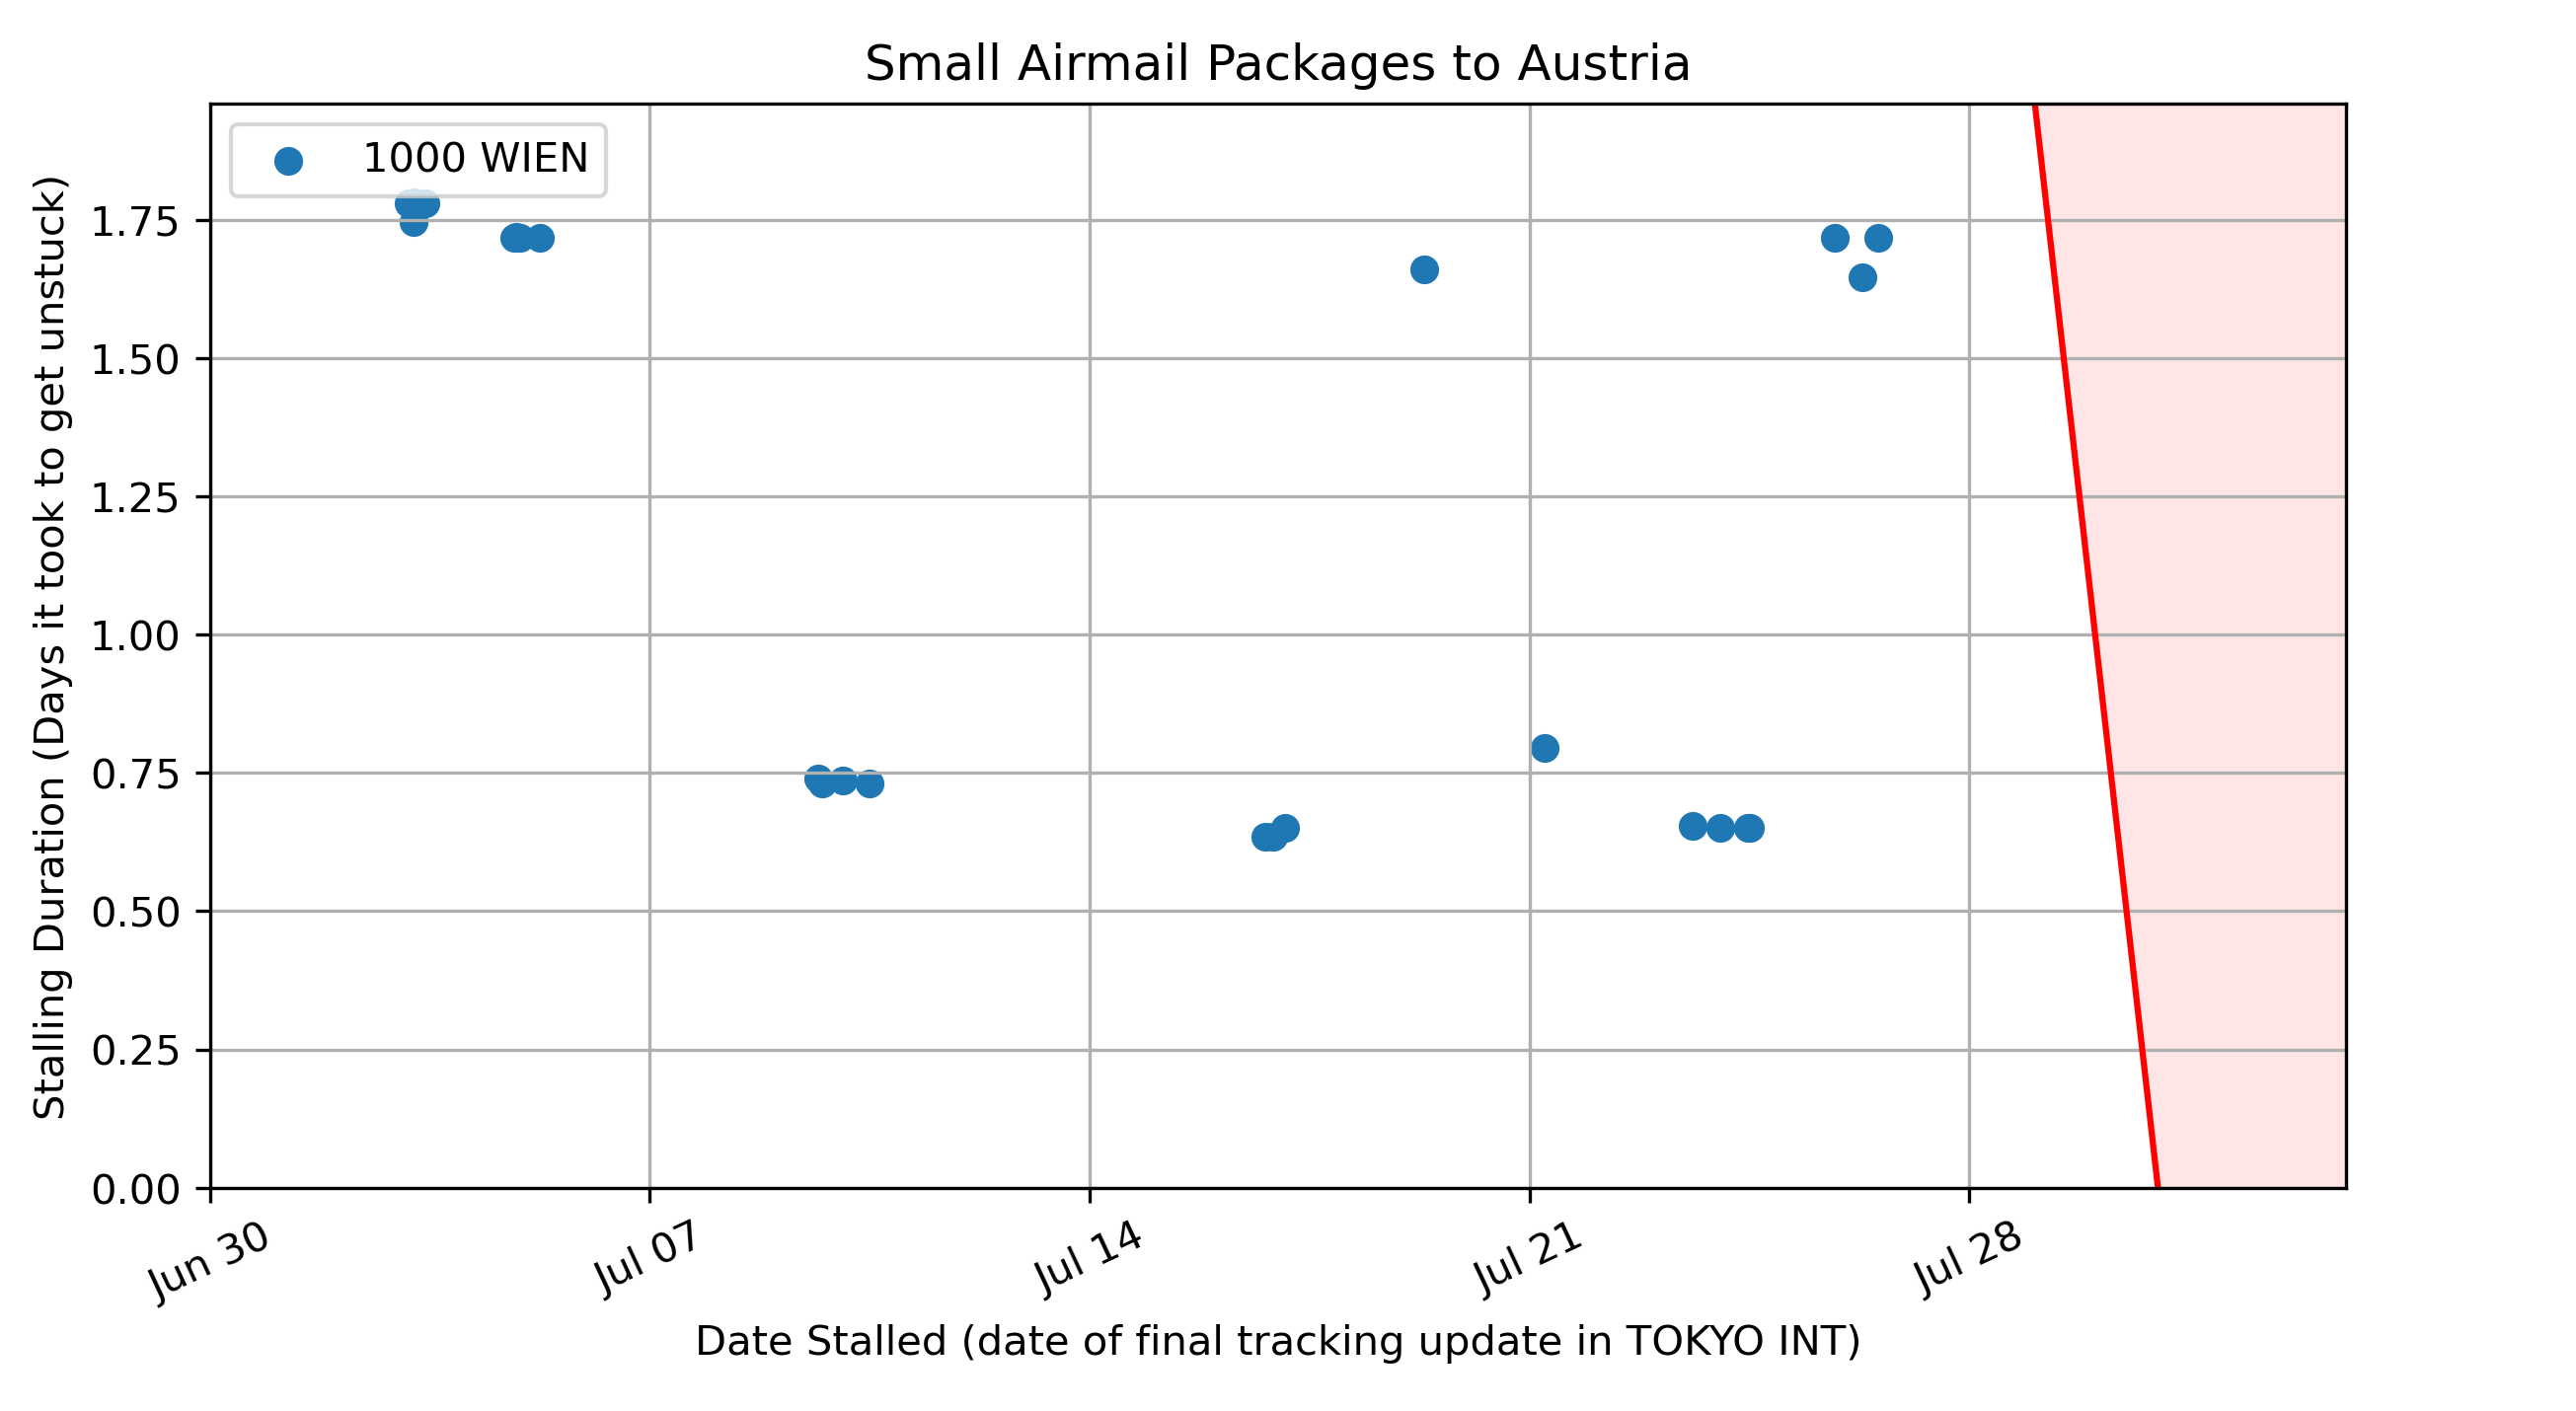 Small Airmail Packages to Austria
1000 WIEN
Stalling Duration (Days it took to get unstuck)
1.75
1.50
1.25
1.00
0.75
0.50
0.25
0.00
Jun 30
Jul 07
Jul 14
Jul 21
Jul 28
Date Stalled (date of final tracking update in TOKYO INT)